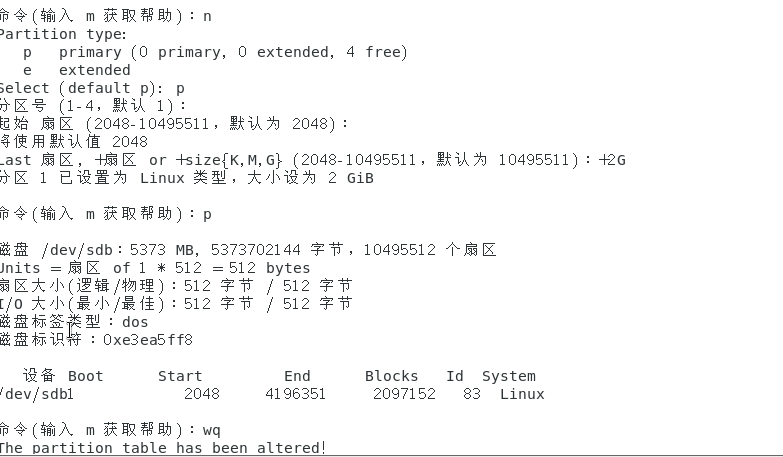 命令(输入 m 获取帮助)：n
Partition type:
   p   primary (0 primary, 0 extended, 4 free)
   e   extended
Select (default p): p
分区号 (1-4，默认 1)：
起始 扇区 (2048-10495511，默认为 2048)：
将使用默认值 2048
Last 扇区, +扇区 or +size{K,M,G} (2048-10495511，默认为 10495511)：+2G
分区 1 已设置为 Linux 类型，大小设为 2 GiB
命令(输入 m 获取帮助)：p
磁盘 /dev/sdb：5373 MB, 5373702144 字节，10495512 个扇区
Units = 扇区 of 1 * 512 = 512 bytes
扇区大小(逻辑/物理)：512 字节 / 512 字节
I/O 大小(最小/最佳)：512 字节 / 512 字节
磁盘标签类型：dos
磁盘标识符：0xe3ea5ff8
   设备 Boot      Start         End      Blocks   Id  System
/dev/sdb1            2048     4196351     2097152   83  Linux
命令(输入 m 获取帮助)：wq
The partition table has been altered!